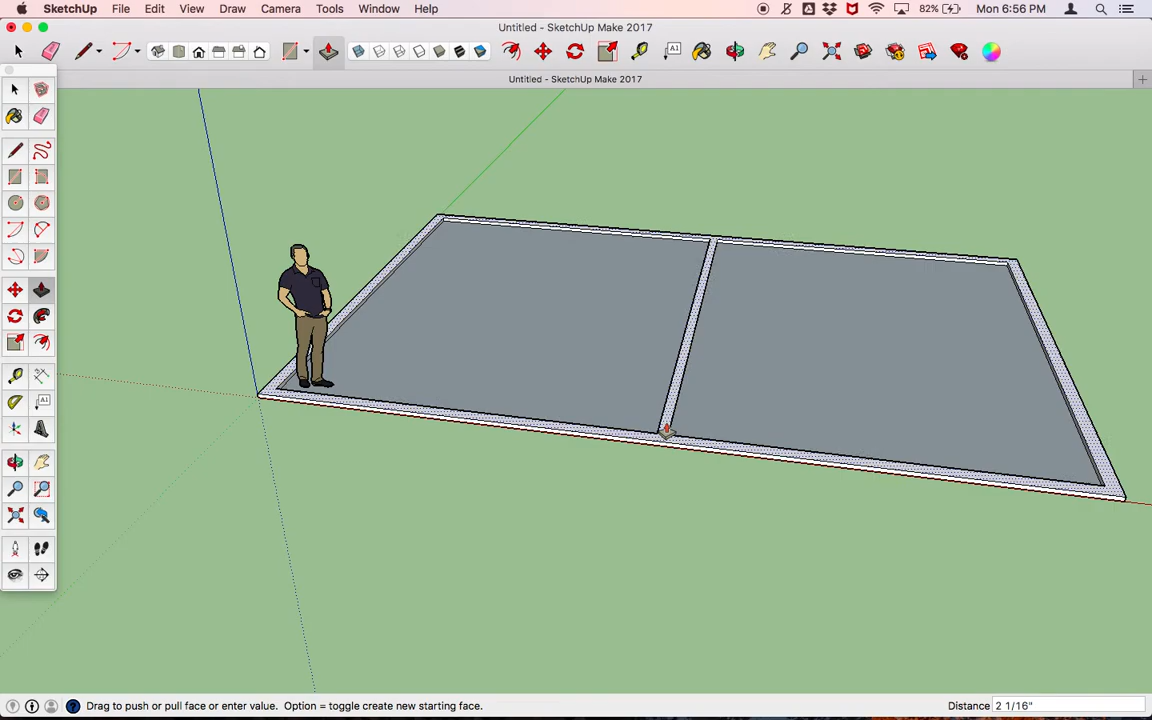 SketchUp File Edit View Draw Camera Tools Window Help 82% Mon 6:56 PM
Untitled - SketchUp Make 2017
A1
Untitled - SketchUp Make 2017
A1
Drag to push or pull face or enter value. Option = toggle create new starting face. Distance 2 1/16"